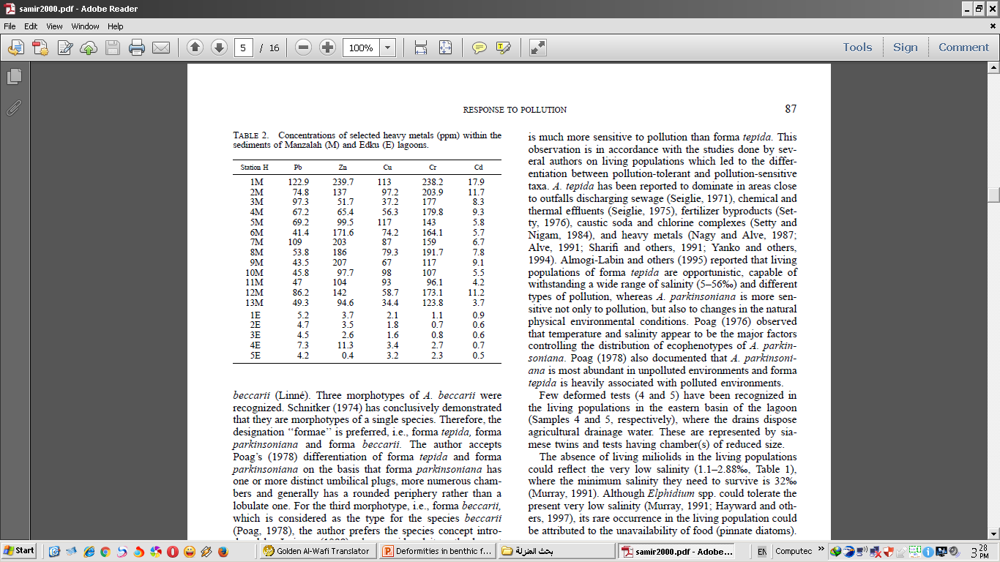 samir2000.pdf - Adobe Reader
File Edit View Window Help
5 / 16 100% Tools Sign Comment
RESPONSE TO POLLUTION 87
TABLE 2. Concentrations of selected heavy metals (ppm) within the
sediments of Manzalah (M) and Edku (E) lagoons.
Station H Pb Zn Cu Cr Cd
1M 122.9 239.7 113 238.2 17.9
2M 74.8 137 97.2 203.9 11.7
3M 97.3 51.7 37.2 177 8.3
4M 67.2 65.4 56.3 179.8 9.3
5M 69.2 99.5 117 143 5.8
6M 41.4 171.6 74.2 164.1 5.7
7M 109 203 87 159 6.7
8M 53.8 186 79.3 191.7 7.8
9M 43.5 207 67 117 9.1
10M 45.8 97.7 98 107 5.5
11M 47 104 93 96.1 4.2
12M 86.2 142 58.7 173.1 11.2
13M 49.3 94.6 34.4 123.8 3.7
1E 5.2 3.7 2.1 1.1 0.9
2E 4.7 3.5 1.8 0.7 0.6
3E 4.5 2.6 1.6 0.8 0.6
4E 7.3 11.3 3.4 2.7 0.7
5E 4.2 0.4 3.2 2.3 0.5
beccarii (Linné). Three morphotypes of A. beccarii were
recognized. Schnitker (1974) has conclusively demonstrated
that they are morphotypes of a single species. Therefore, the
designation ‘‘formae’’ is preferred, i.e., forma tepida, forma
parkinsoniana and forma beccarii. The author accepts
Poag’s (1978) differentiation of forma tepida and forma
parkinsoniana on the basis that forma parkinsoniana has
one or more distinct umbilical plugs, more numerous cham-
bers and generally has a rounded periphery rather than a
lobulate one. For the third morphotype, i.e., forma beccarii,
which is considered as the type for the species beccarii
(Poag, 1978), the author prefers the species concept intro-
is much more sensitive to pollution than forma tepida. This
observation is in accordance with the studies done by sev-
eral authors on living populations which led to the differ-
entiation between pollution-tolerant and pollution-sensitive
taxa. A. tepida has been reported to dominate in areas close
to outfalls discharging sewage (Seiglie, 1971), chemical and
thermal effluents (Seiglie, 1975), fertilizer byproducts (Set-
ty, 1976), caustic soda and chlorine complexes (Setty and
Nigam, 1984), and heavy metals (Nagy and Alve, 1987;
Alve, 1991; Sharifi and others, 1991; Yanko and others,
1994). Almogi-Labin and others (1995) reported that living
populations of forma tepida are opportunistic, capable of
withstanding a wide range of salinity (5–56‰) and different
types of pollution, whereas A. parkinsoniana is more sen-
sitive not only to pollution, but also to changes in the natural
physical environmental conditions. Poag (1976) observed
that temperature and salinity appear to be the major factors
controlling the distribution of ecophenotypes of A. parkin-
soniana. Poag (1978) also documented that A. parkinsoni-
ana is most abundant in unpolluted environments and forma
tepida is heavily associated with polluted environments.
Few deformed tests (4 and 5) have been recognized in
the living populations in the eastern basin of the lagoon
(Samples 4 and 5, respectively), where the drains dispose
agricultural drainage water. These are represented by sia-
mese twins and tests having chamber(s) of reduced size.
The absence of living miliolids in the living populations
could reflect the very low salinity (1.1–2.88‰, Table 1),
where the minimum salinity they need to survive is 32‰
(Murray, 1991). Although Elphidium spp. could tolerate the
present very low salinity (Murray, 1991; Hayward and oth-
ers, 1997), its rare occurrence in the living population could
be attributed to the unavailability of food (pinnate diatoms).
Start Golden Al-Wafi Translator Deformities in benthic f... بحث المنزلة samir2000.pdf - Adobe... EN Computec » 3 28 PM